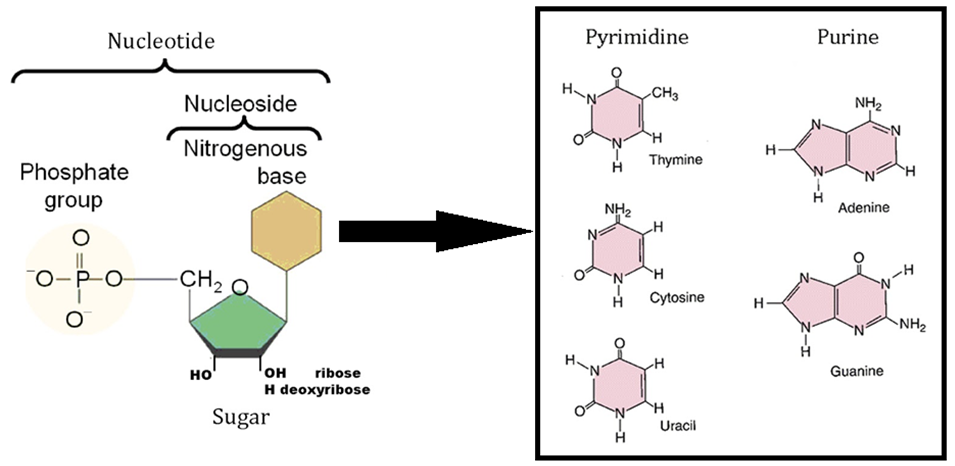 Nucleotide
Nucleoside
Nitrogenous
base
Phosphate
group
O
⁻O P O CH2 O
O⁻
HO OH ribose
H deoxyribose
Sugar
Pyrimidine Purine
O
H N CH3
O N H
H
Thymine
NH2
N H
O N H
H
Cytosine
O
H N H
O N H
H
Uracil
NH2
N N
H N N H
H
Adenine
O
N N H
H N N NH2
H
Guanine